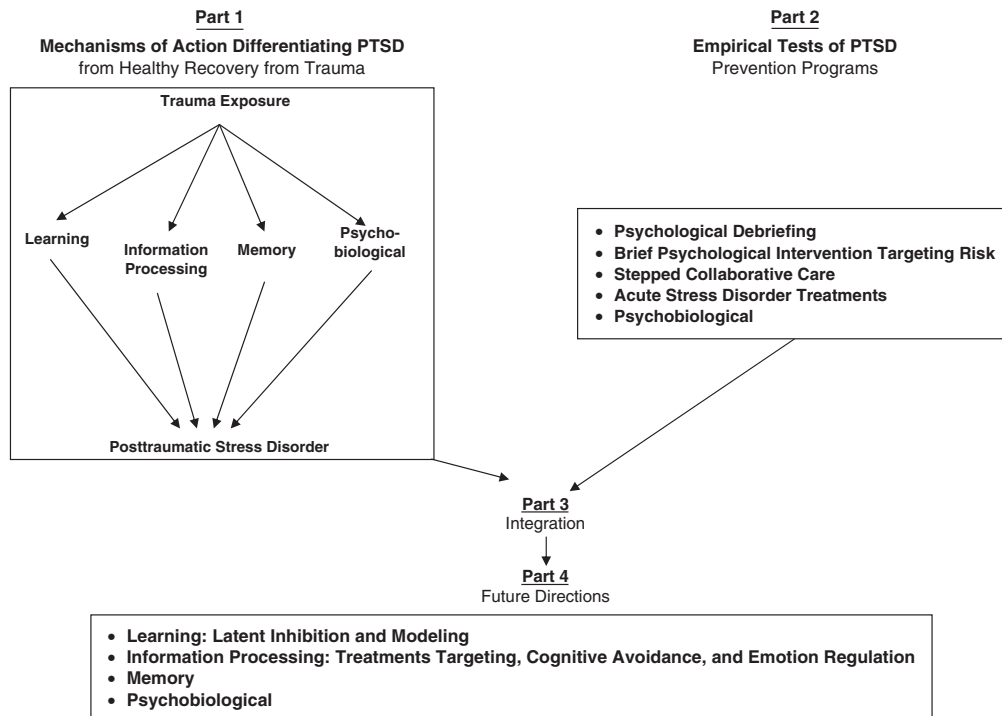 Part 1
Mechanisms of Action Differentiating PTSD
from Healthy Recovery from Trauma
Trauma Exposure
Learning
Information
Processing
Memory
Psycho-
biological
Posttraumatic Stress Disorder
Part 2
Empirical Tests of PTSD
Prevention Programs
• Psychological Debriefing
• Brief Psychological Intervention Targeting Risk
• Stepped Collaborative Care
• Acute Stress Disorder Treatments
• Psychobiological
Part 3
Integration
Part 4
Future Directions
• Learning: Latent Inhibition and Modeling
• Information Processing: Treatments Targeting, Cognitive Avoidance, and Emotion Regulation
• Memory
• Psychobiological